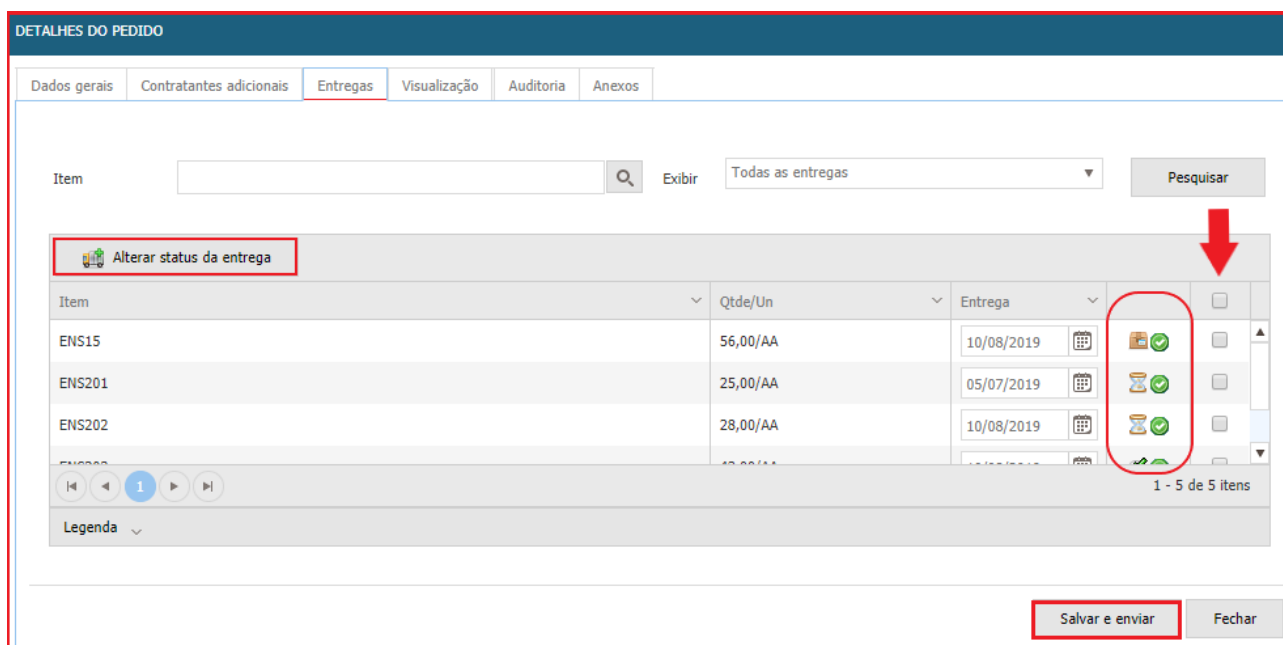 DETALHES DO PEDIDO
Dados gerais Contratantes adicionais Entregas Visualização Auditoria Anexos
Item Exibir Todas as entregas Pesquisar
Alterar status da entrega
Item Qtde/Un Entrega
ENS15 56,00/AA 10/08/2019
ENS201 25,00/AA 05/07/2019
ENS202 28,00/AA 10/08/2019
1 1 - 5 de 5 itens
Legenda
Salvar e enviar Fechar